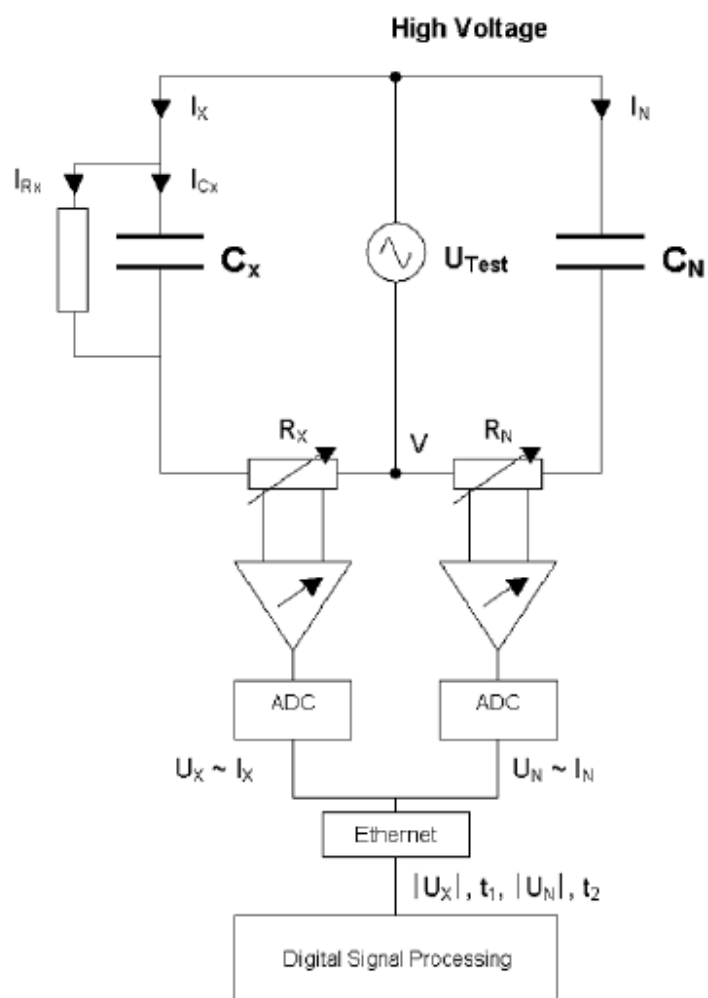 High Voltage
I_X
I_N
I_Rx
I_Cx
C_x
U_Test
C_N
R_X
V
R_N
ADC
ADC
U_X ~ I_X
U_N ~ I_N
Ethernet
|U_X|, t_1, |U_N|, t_2
Digital Signal Processing